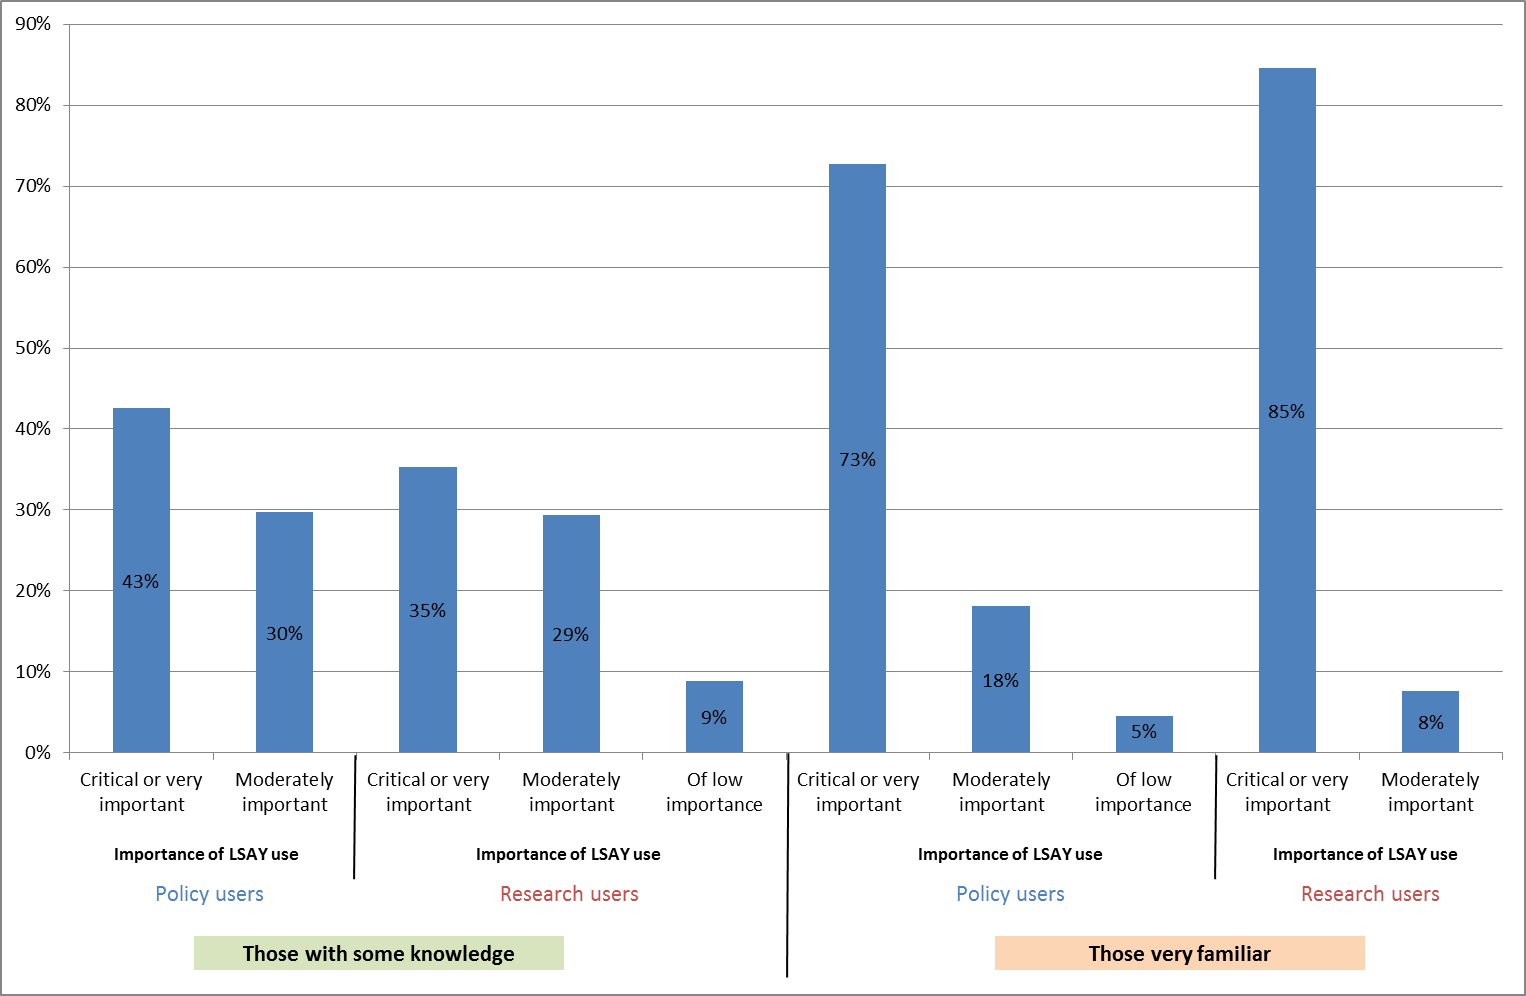 90%
80%
70%
60%
50%
40%
30%
20%
10%
0%
43%
30%
35%
29%
9%
73%
18%
5%
85%
8%
Critical or very
important
Moderately
important
Critical or very
important
Moderately
important
Of low
importance
Critical or very
important
Moderately
important
Of low
importance
Critical or very
important
Moderately
important
Importance of LSAY use
Importance of LSAY use
Importance of LSAY use
Importance of LSAY use
Policy users
Research users
Policy users
Research users
Those with some knowledge
Those very familiar